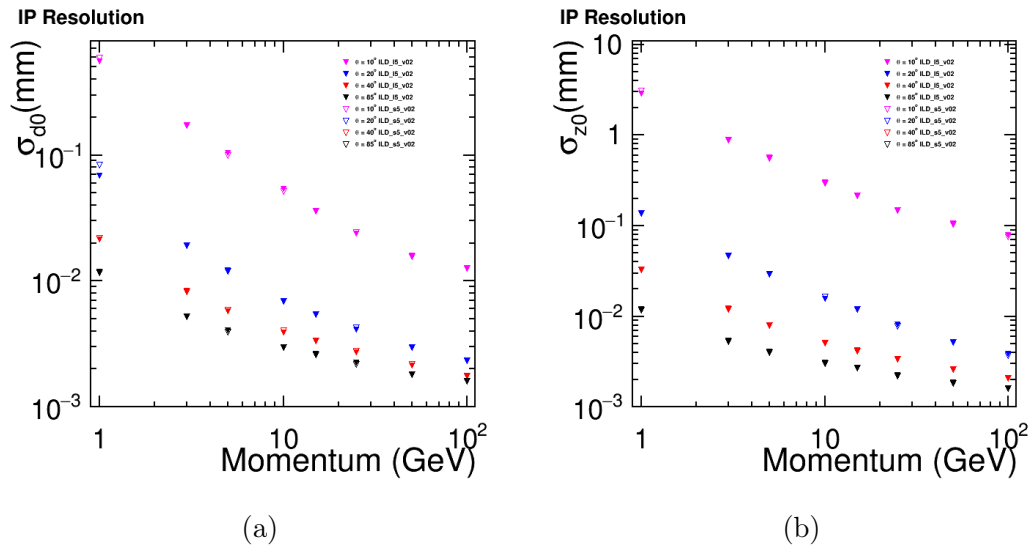 IP Resolution
σd0(mm)
10⁻¹
10⁻²
10⁻³
1
10
10²
Momentum (GeV)
θ = 10° ILD_l5_v02
θ = 20° ILD_l5_v02
θ = 40° ILD_l5_v02
θ = 85° ILD_l5_v02
θ = 10° ILD_s5_v02
θ = 20° ILD_s5_v02
θ = 40° ILD_s5_v02
θ = 85° ILD_s5_v02
(a)
IP Resolution
σz0(mm)
10
1
10⁻¹
10⁻²
10⁻³
1
10
10²
Momentum (GeV)
θ = 10° ILD_l5_v02
θ = 20° ILD_l5_v02
θ = 40° ILD_l5_v02
θ = 85° ILD_l5_v02
θ = 10° ILD_s5_v02
θ = 20° ILD_s5_v02
θ = 40° ILD_s5_v02
θ = 85° ILD_s5_v02
(b)